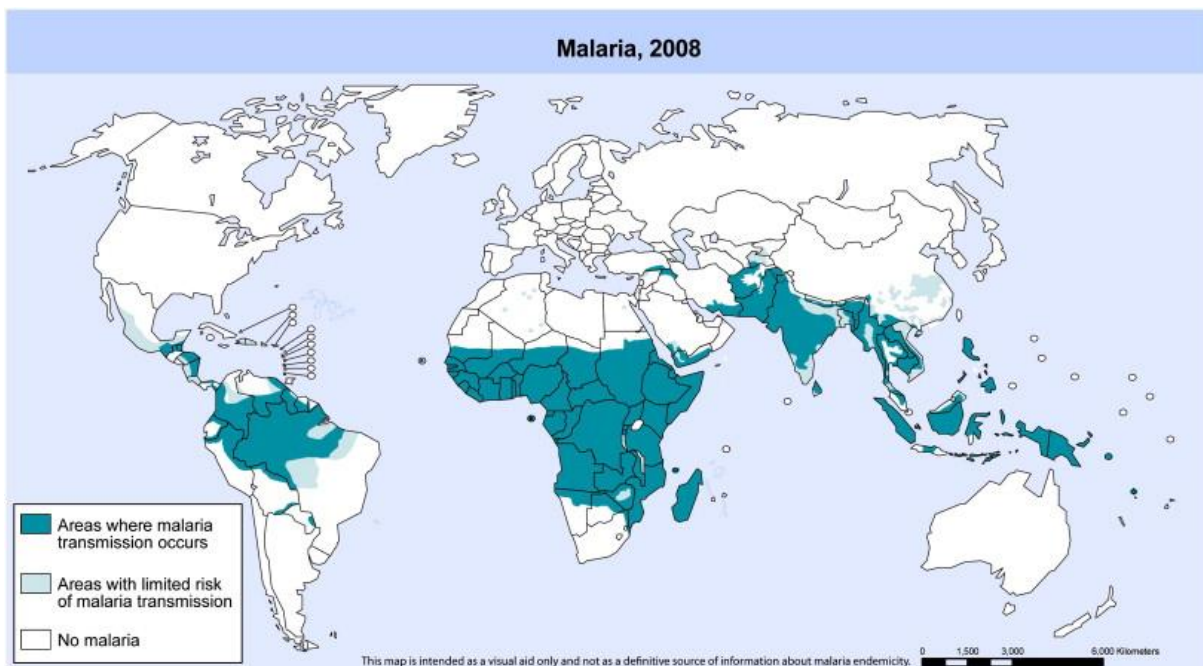 Malaria, 2008
Areas where malaria
transmission occurs
Areas with limited risk
of malaria transmission
No malaria
This map is intended as a visual aid only and not as a definitive source of information about malaria endemicity.
0 1,500 3,000 6,000 Kilometers